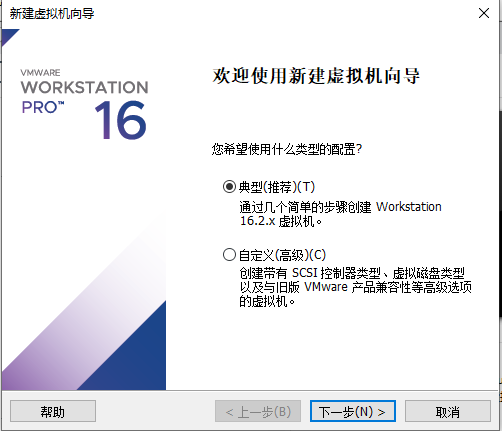 新建虚拟机向导
VMWARE
WORKSTATION
PRO™ 16
欢迎使用新建虚拟机向导
您希望使用什么类型的配置?
典型(推荐)(T)
通过几个简单的步骤创建 Workstation
16.2.x 虚拟机。
自定义(高级)(C)
创建带有 SCSI 控制器类型、虚拟磁盘类型
以及与旧版 VMware 产品兼容性等高级选项
的虚拟机。
帮助
< 上一步(B)
下一步(N) >
取消